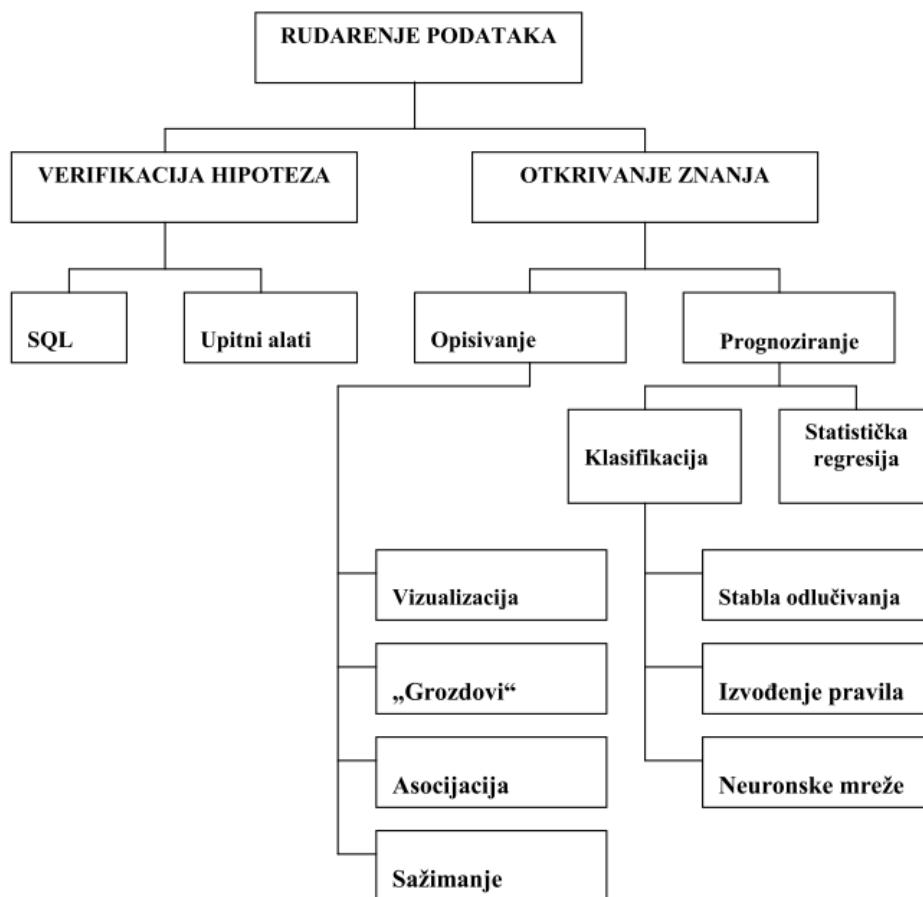 RUDARENJE PODATAKA
VERIFIKACIJA HIPOTEZA
OTKRIVANJE ZNANJA
SQL
Upitni alati
Opisivanje
Prognoziranje
Klasifikacija
Statistička
regresija
Vizualizacija
Stabla odlučivanja
„Grozdovi“
Izvođenje pravila
Asocijacija
Neuronske mreže
Sažimanje